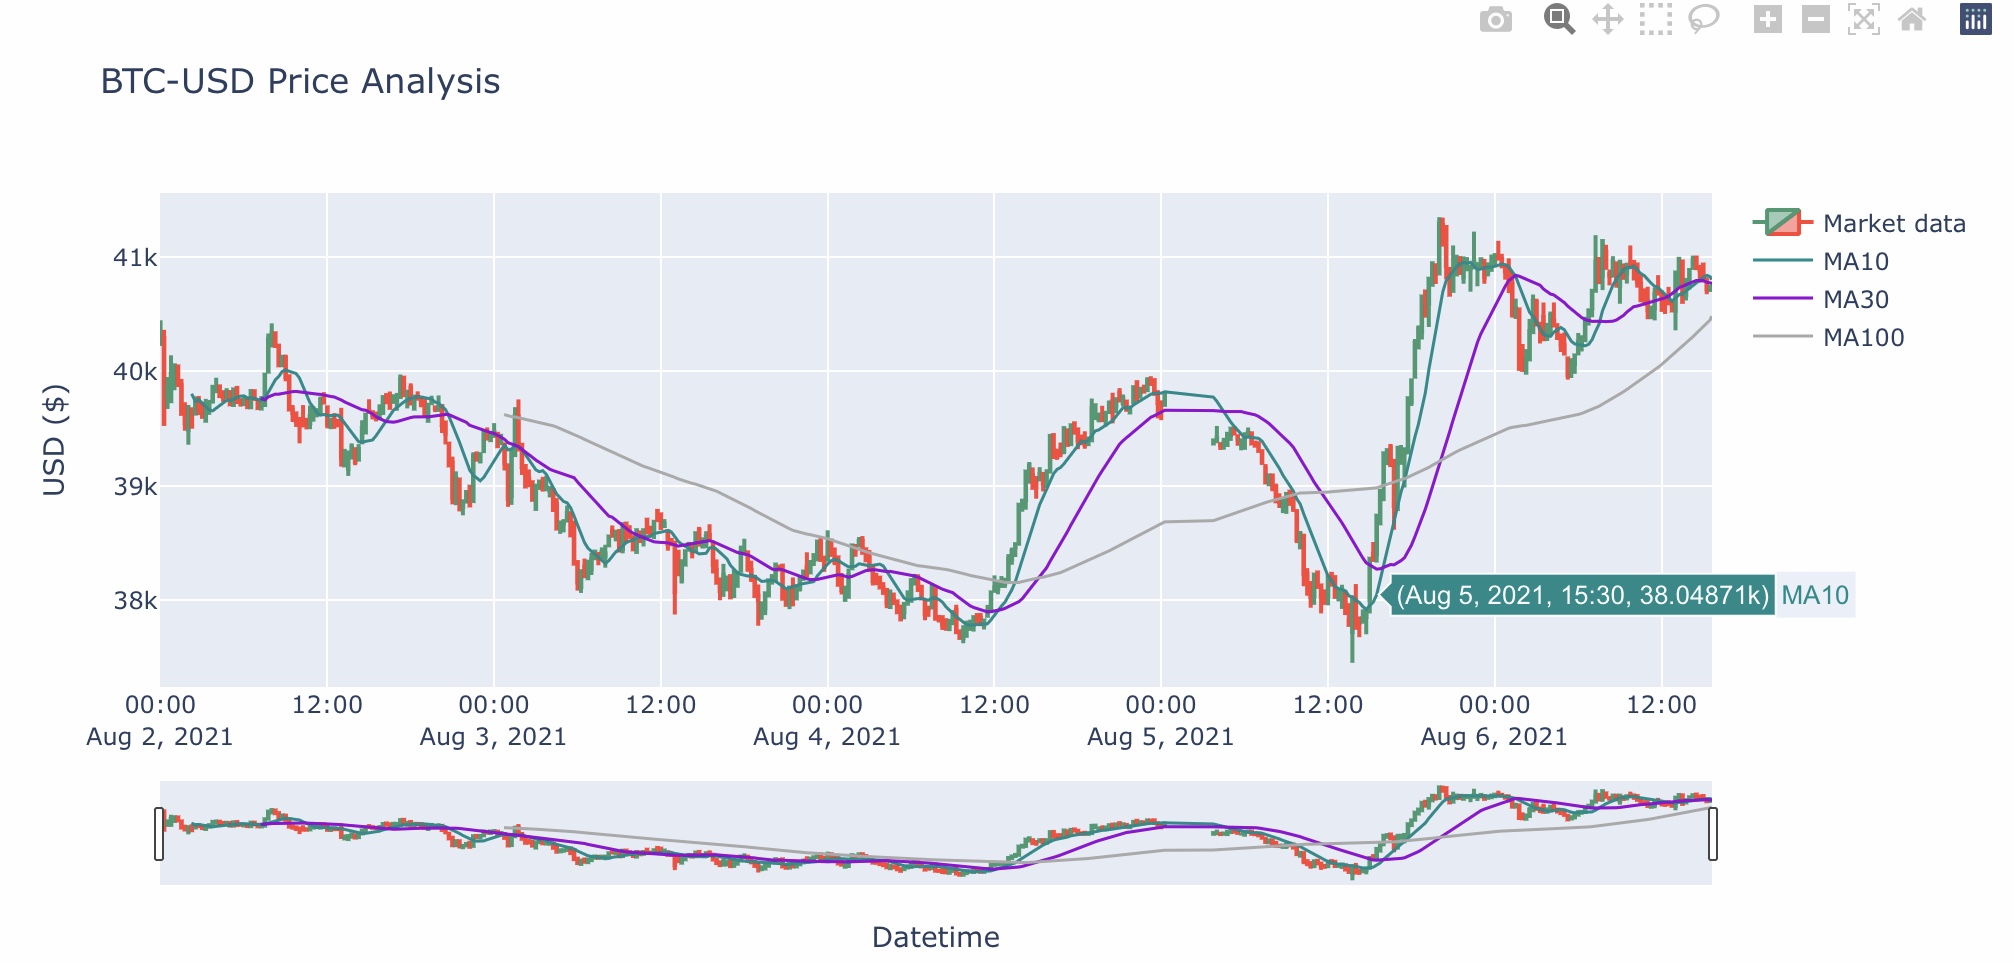 BTC-USD Price Analysis
41k
40k
39k
38k
USD ($)
Market data
MA10
MA30
MA100
(Aug 5, 2021, 15:30, 38.04871k) MA10
00:00 12:00 00:00 12:00 00:00 12:00 00:00 12:00 00:00 12:00
Aug 2, 2021 Aug 3, 2021 Aug 4, 2021 Aug 5, 2021 Aug 6, 2021
Datetime